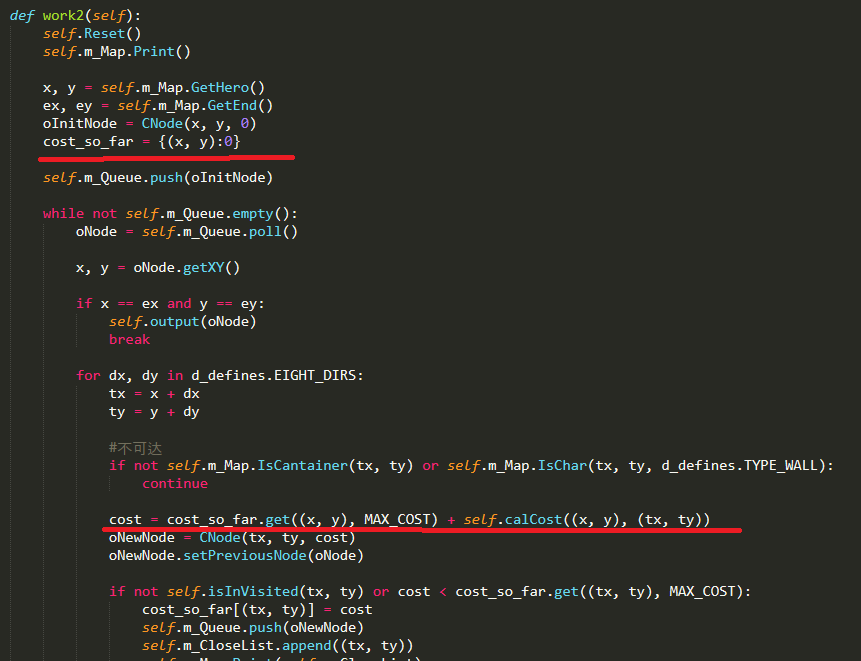 def work2(self):
self.Reset()
self.m_Map.Print()
x, y = self.m_Map.GetHero()
ex, ey = self.m_Map.GetEnd()
oInitNode = CNode(x, y, 0)
cost_so_far = {(x, y):0}
self.m_Queue.push(oInitNode)
while not self.m_Queue.empty():
oNode = self.m_Queue.poll()
x, y = oNode.getXY()
if x == ex and y == ey:
self.output(oNode)
break
for dx, dy in d_defines.EIGHT_DIRS:
tx = x + dx
ty = y + dy
#不可达
if not self.m_Map.IsCantainer(tx, ty) or self.m_Map.IsChar(tx, ty, d_defines.TYPE_WALL):
continue
cost = cost_so_far.get((x, y), MAX_COST) + self.calCost((x, y), (tx, ty))
oNewNode = CNode(tx, ty, cost)
oNewNode.setPreviousNode(oNode)
if not self.isInVisited(tx, ty) or cost < cost_so_far.get((tx, ty), MAX_COST):
cost_so_far[(tx, ty)] = cost
self.m_Queue.push(oNewNode)
self.m_CloseList.append((tx, ty))